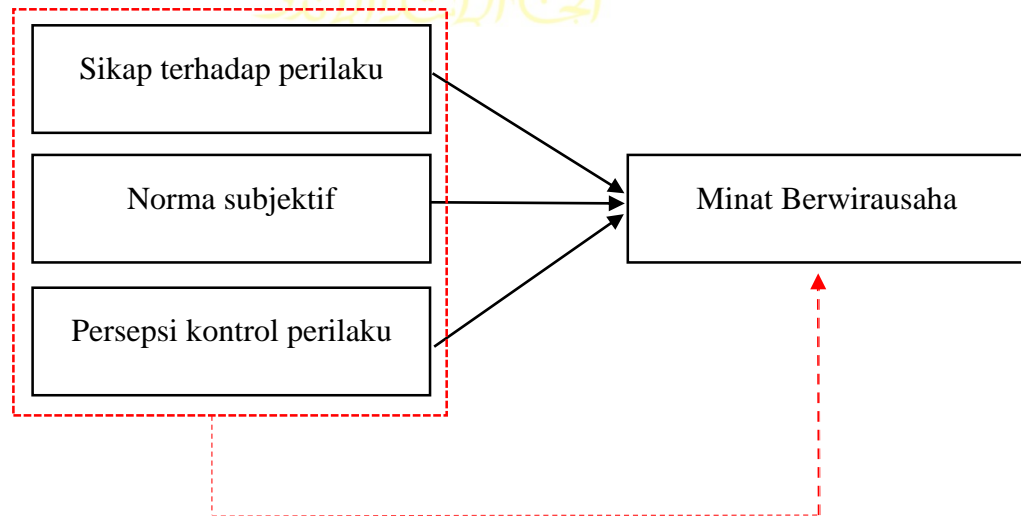 Sikap terhadap perilaku
Norma subjektif
Minat Berwirausaha
Persepsi kontrol perilaku